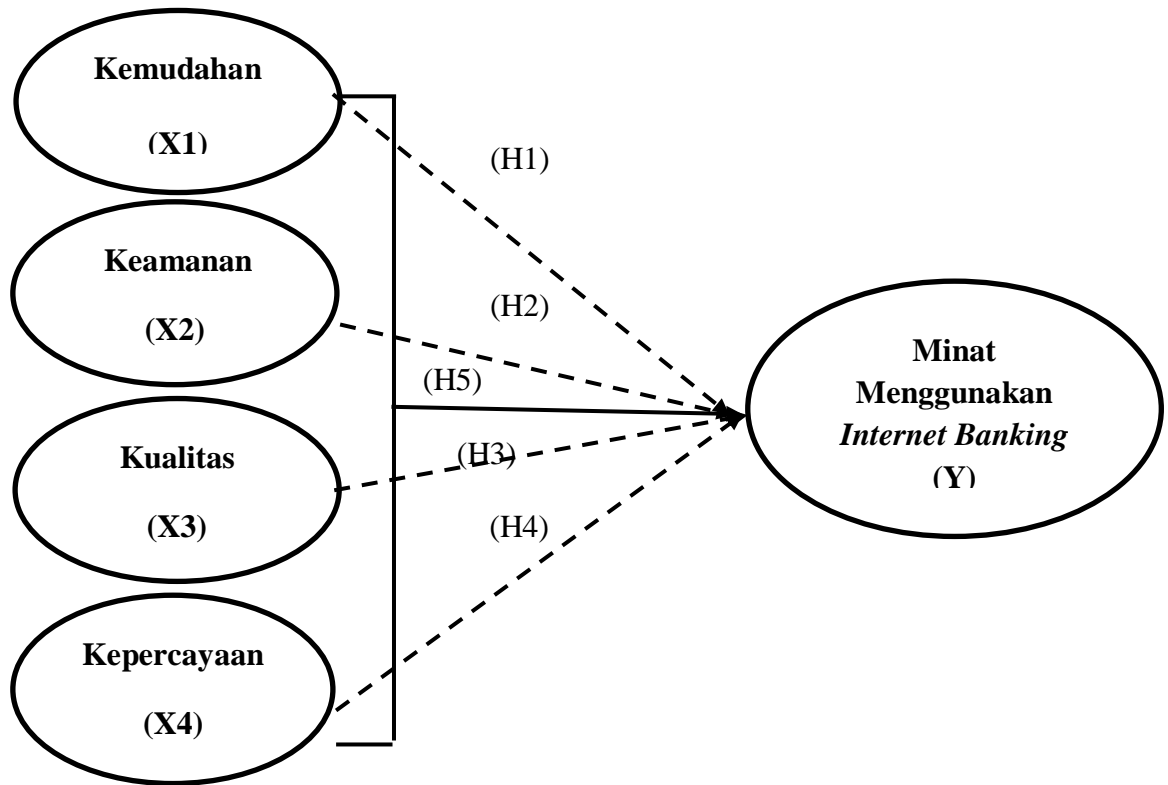 Kemudahan
(X1)
(H1)
Keamanan
(X2)
(H2)
(H5)
Kualitas
(X3)
(H3)
Kepercayaan
(X4)
(H4)
Minat
Menggunakan
Internet Banking
(Y)